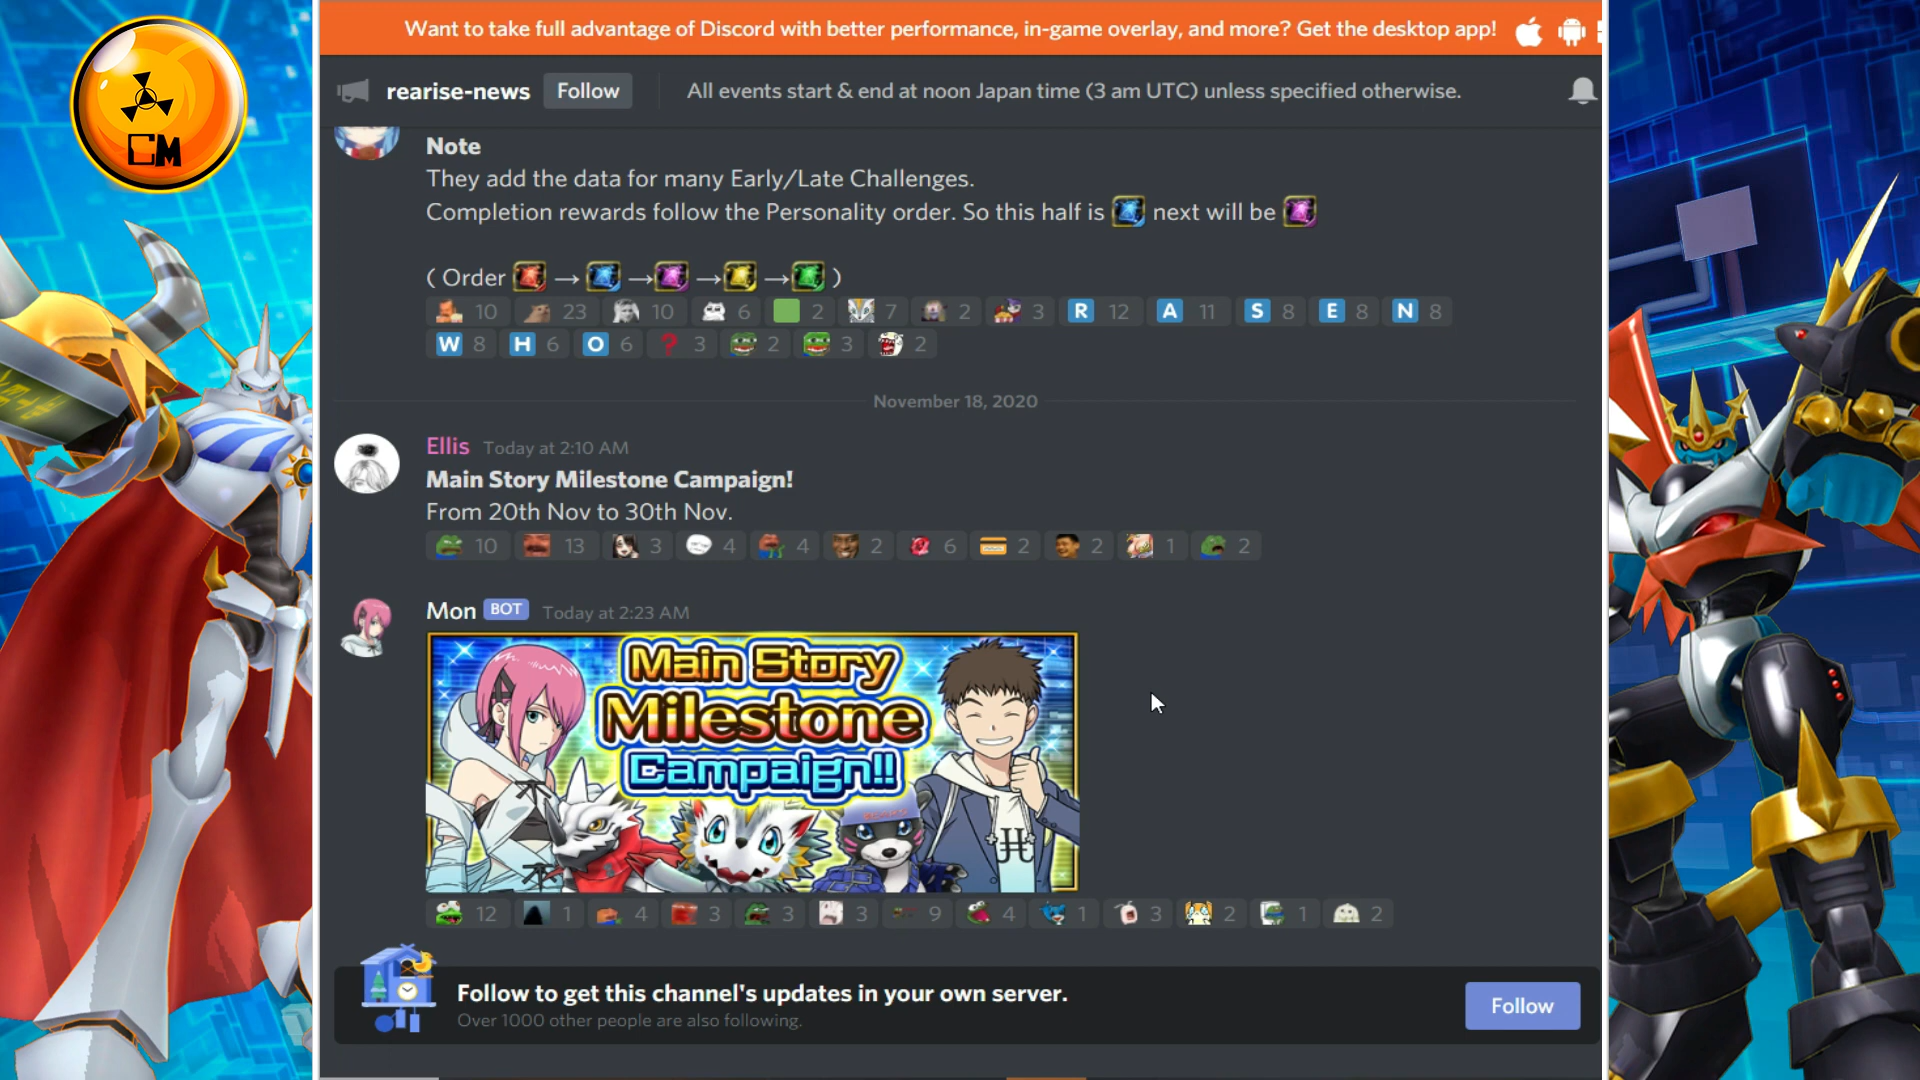 Want to take full advantage of Discord with better performance, in-game overlay, and more? Get the desktop app!
CM
rearise-news Follow All events start & end at noon Japan time (3 am UTC) unless specified otherwise.
Note
They add the data for many Early/Late Challenges.
Completion rewards follow the Personality order. So this half is next will be
( Order → → → → )
10 23 10 6 2 7 2 3 R 12 A 11 S 8 E 8 N 8
W 8 H 6 O 6 ? 3 2 3 2
November 18, 2020
Ellis Today at 2:10 AM
Main Story Milestone Campaign!
From 20th Nov to 30th Nov.
10 13 3 4 4 2 6 2 2 1 2
Mon BOT Today at 2:23 AM
Main Story
Milestone
Campaign!!
12 1 4 3 3 3 9 4 1 3 2 1 2
Follow to get this channel's updates in your own server.
Over 1000 other people are also following.
Follow